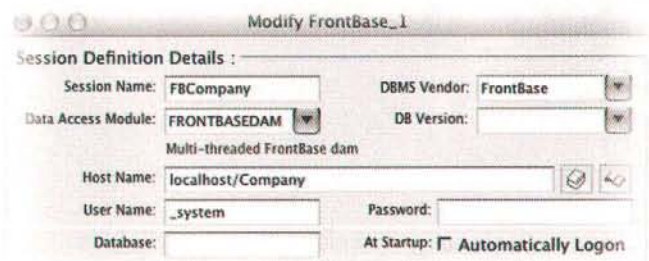 Modify FrontBase_1
Session Definition Details :
Session Name: FBCompany DBMS Vendor: FrontBase
Data Access Module: FRONTBASEDAM DB Version:
Multi-threaded FrontBase dam
Host Name: localhost/Company
User Name: _system Password:
Database: At Startup: Automatically Logon